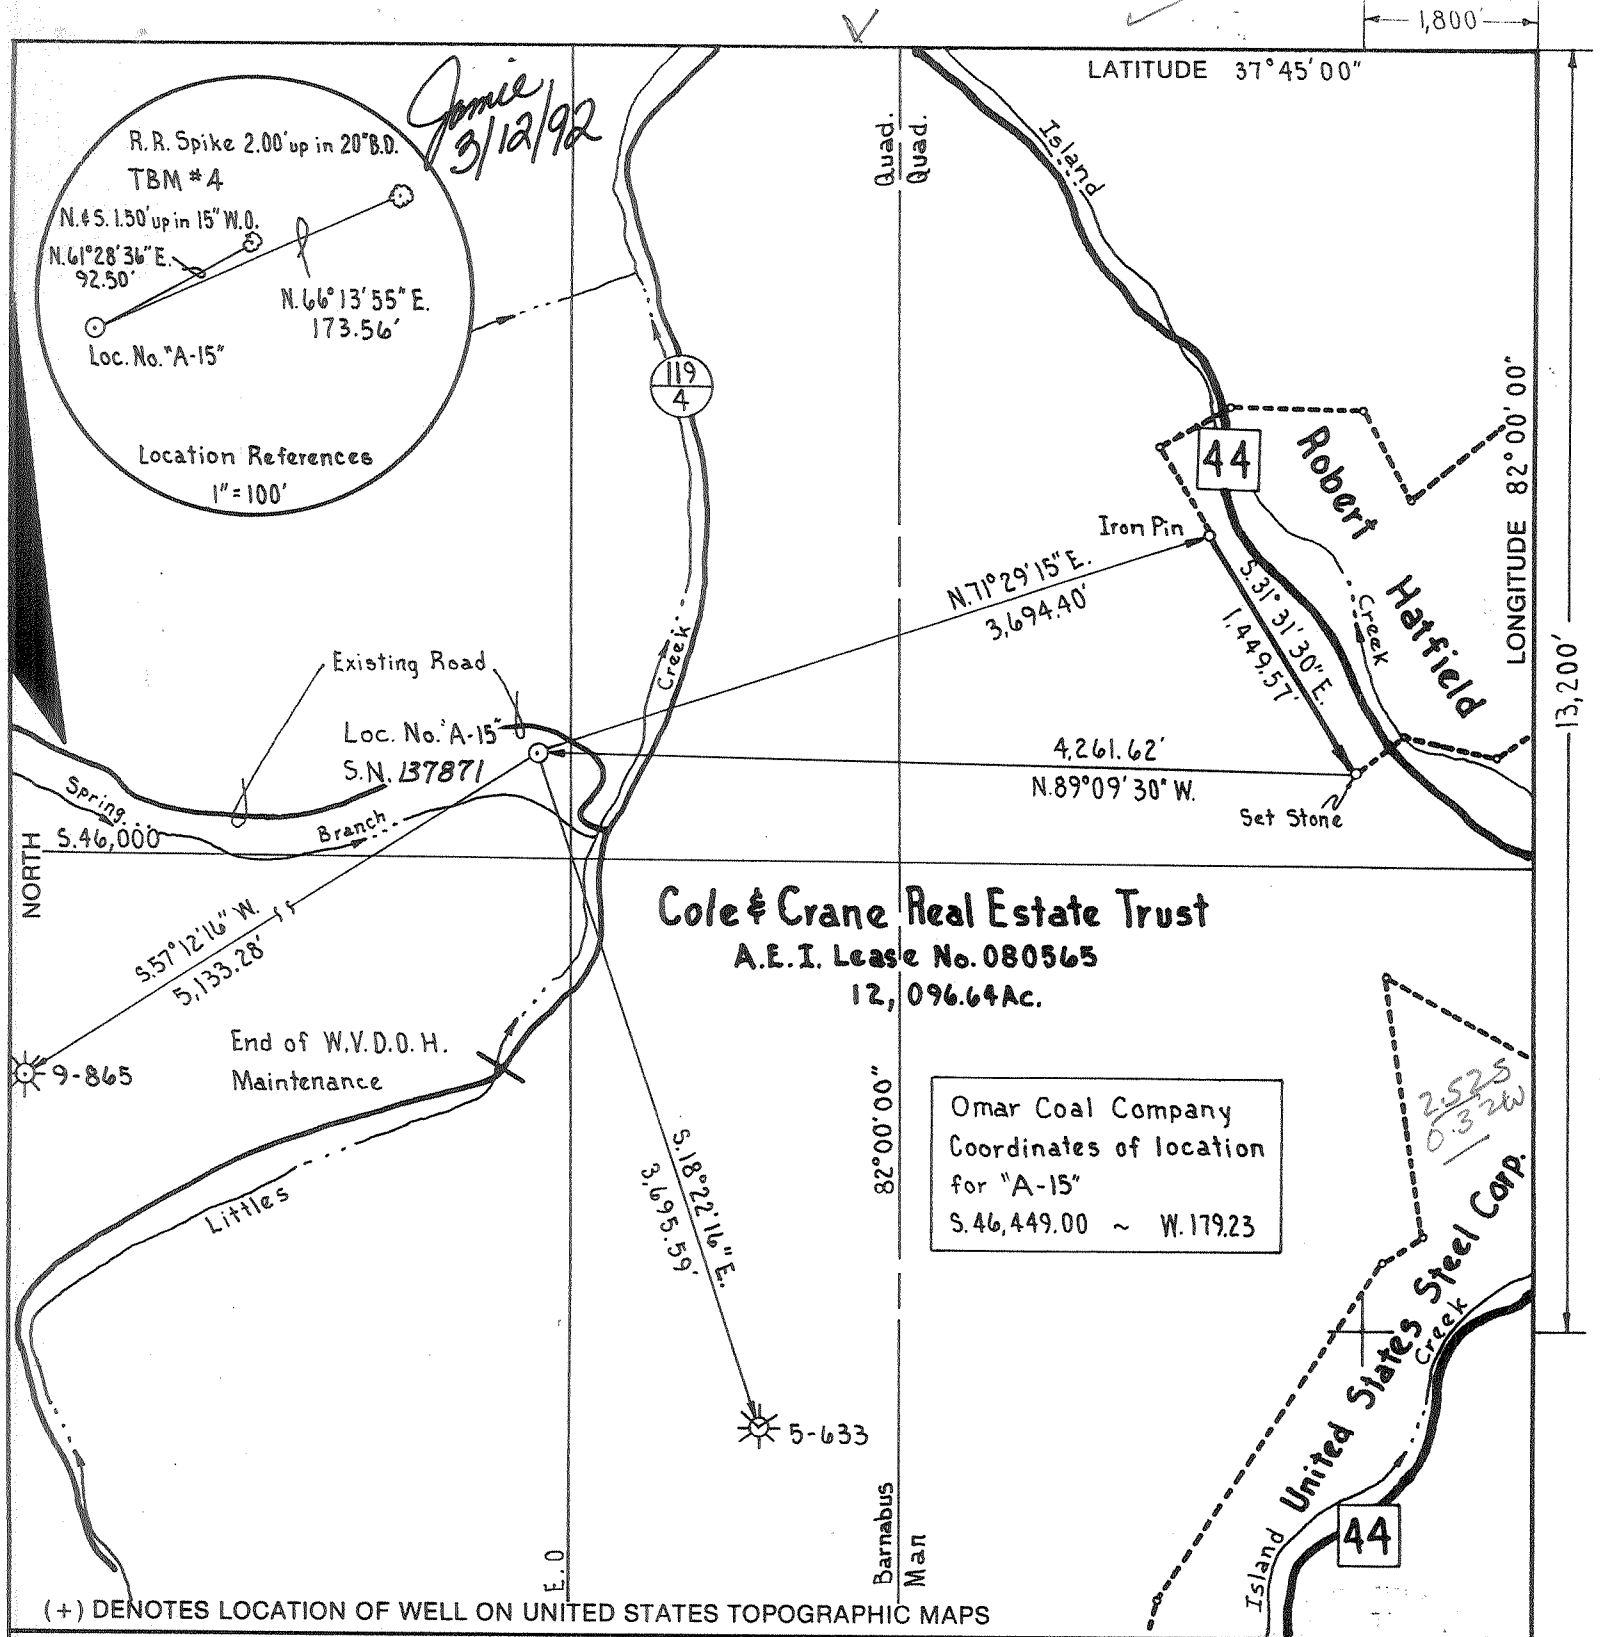 1,800'
LATITUDE 37°45'00"
Jamie
3/12/92
R.R. Spike 2.00' up in 20" B.D.
TBM #4
N.&S. 1.50' up in 15" W.O.
N.61°28'36"E.
92.50'
N.66°13'55"E.
173.56'
Loc. No. "A-15"
Location References
1"=100'
Quad.
Quad.
Island
119
4
44
Robert
Hatfield
LONGITUDE 82°00'00"
13,200'
Iron Pin
N.71°29'15"E.
3,694.40'
S.31°31'30"E.
1,449.57'
Creek
Creek
Existing Road
Loc. No. "A-15"
S.N. 137871
4,261.62'
N.89°09'30"W.
Set Stone
Spring
Branch
S.46,000
NORTH
Cole & Crane Real Estate Trust
A.E.I. Lease No. 080565
12,096.64Ac.
S.57°12'16"W.
5,133.28'
9-865
End of W.V.D.O.H.
Maintenance
Littles
S.18°22'16"E.
3,695.59'
5-633
82°00'00"
Omar Coal Company
Coordinates of location
for "A-15"
S.46,449.00 ~ W.179.23
2.52S
0.32W
United States Steel Corp.
Creek
Island
44
E.O
Barnabus
Man
(+) DENOTES LOCATION OF WELL ON UNITED STATES TOPOGRAPHIC MAPS